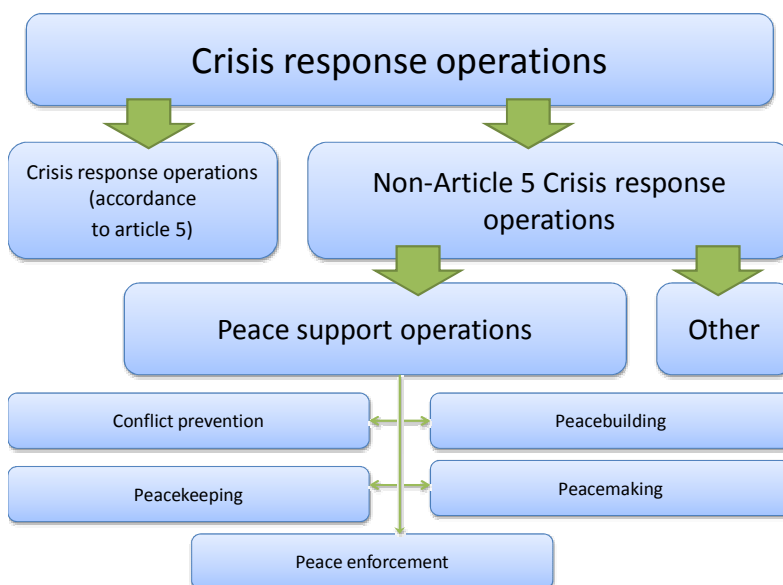 Crisis response operations
Crisis response operations
(accordance
to article 5)
Non-Article 5 Crisis response
operations
Peace support operations
Other
Conflict prevention
Peacebuilding
Peacekeeping
Peacemaking
Peace enforcement